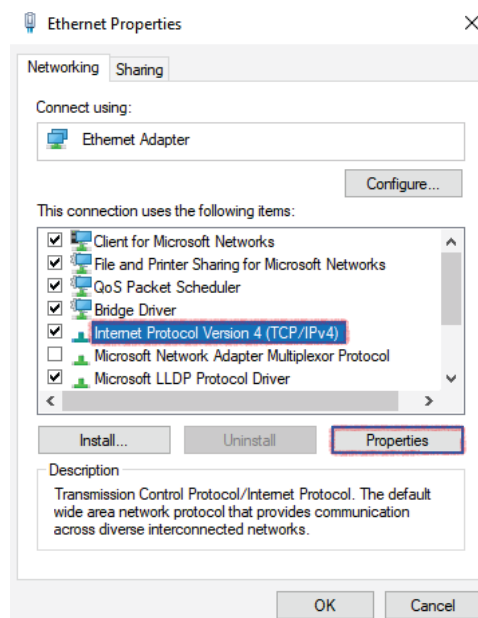 Ethernet Properties
Networking
Sharing
Connect using:
Ethernet Adapter
Configure...
This connection uses the following items:
Client for Microsoft Networks
File and Printer Sharing for Microsoft Networks
QoS Packet Scheduler
Bridge Driver
Internet Protocol Version 4 (TCP/IPv4)
Microsoft Network Adapter Multiplexor Protocol
Microsoft LLDP Protocol Driver
Install...
Uninstall
Properties
Description
Transmission Control Protocol/Internet Protocol. The default
wide area network protocol that provides communication
across diverse interconnected networks.
OK
Cancel